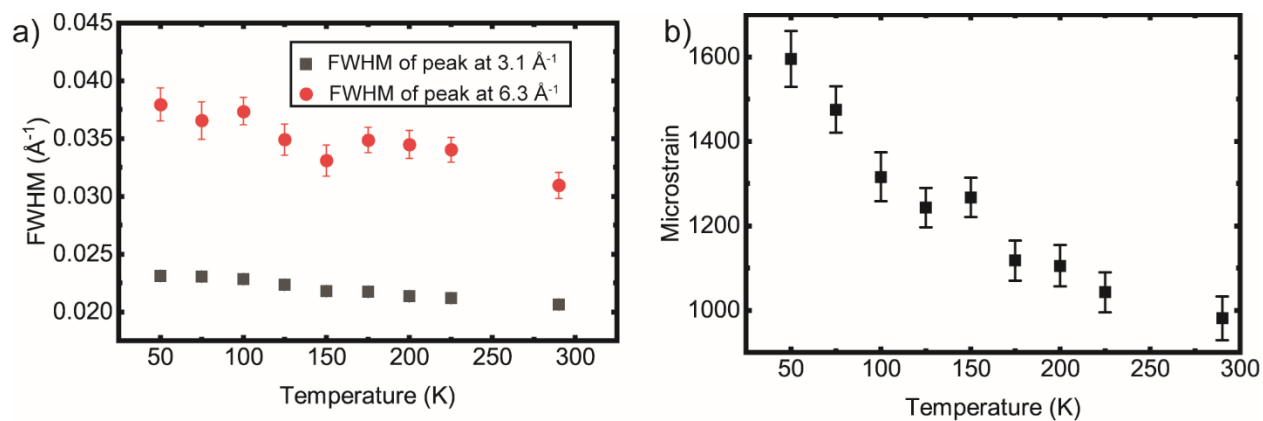 a)
0.045
0.040
0.035
0.030
0.025
0.020
FWHM (Å⁻¹)
FWHM of peak at 3.1 Å⁻¹
FWHM of peak at 6.3 Å⁻¹
50 100 150 200 250 300
Temperature (K)
b)
1600
1400
1200
1000
Microstrain
50 100 150 200 250 300
Temperature (K)